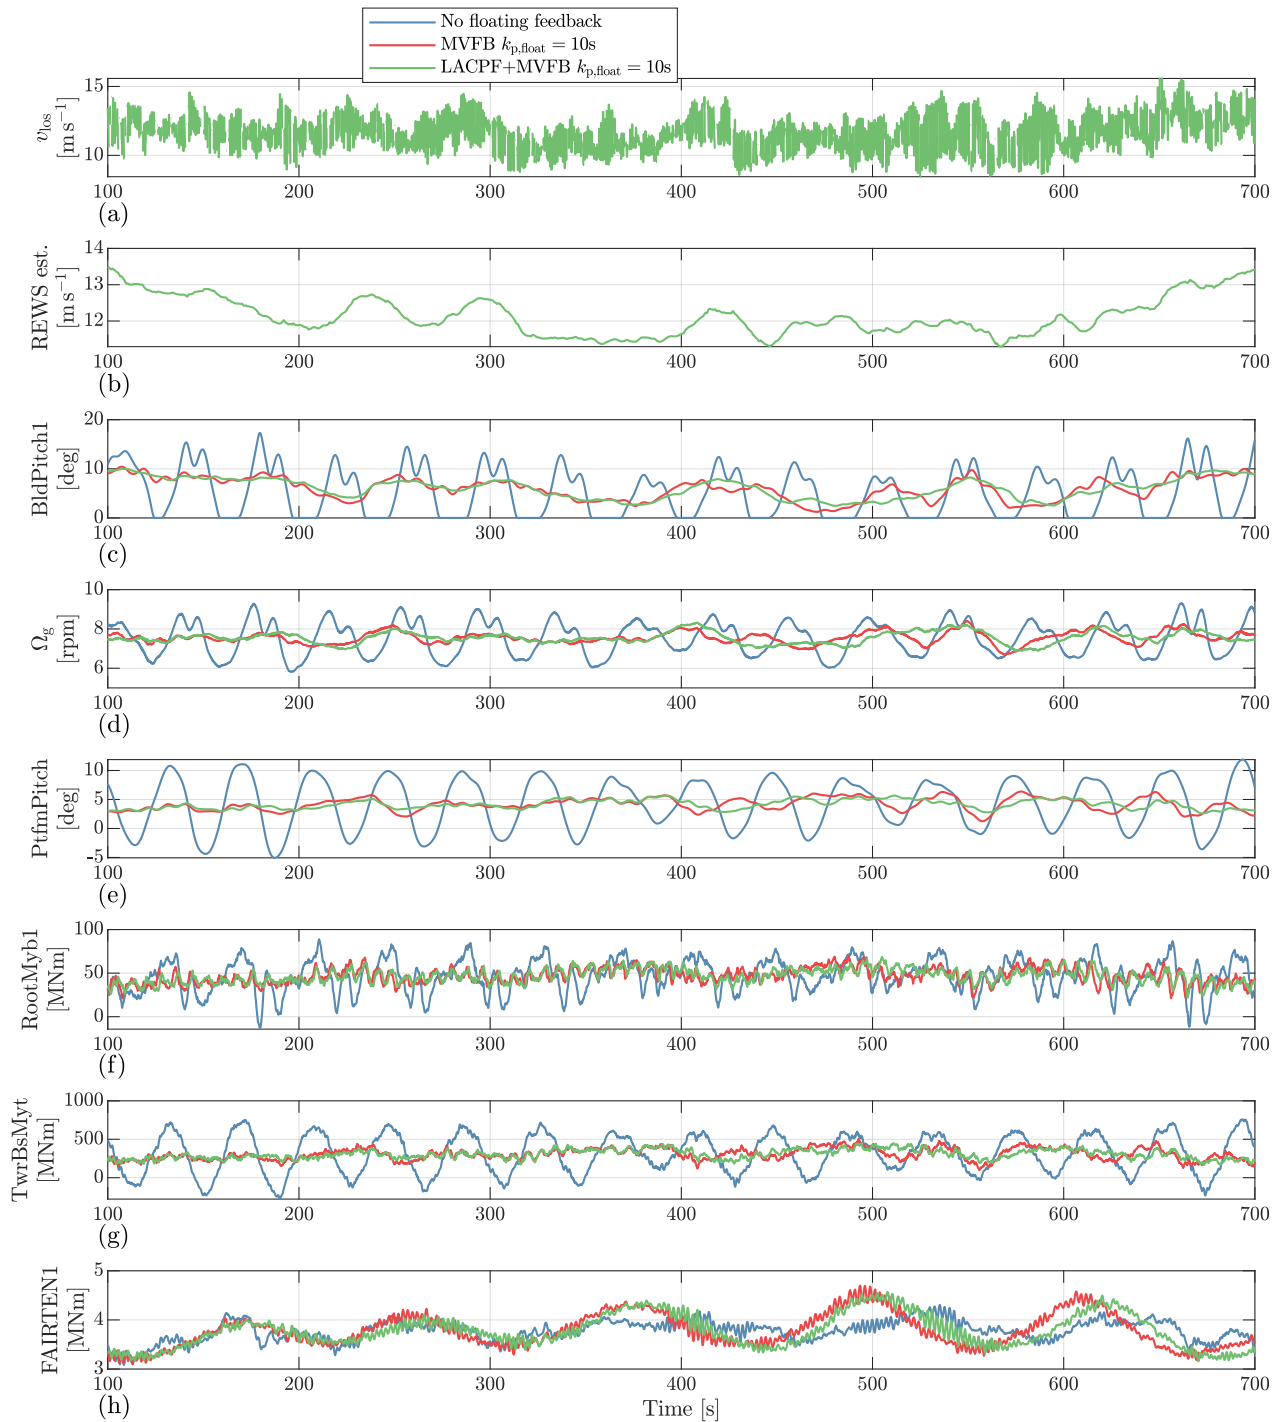 No floating feedback
MVFB k_p,float = 10s
LACPF+MVFB k_p,float = 10s
v_los
[m s⁻¹]
15
10
100 200 300 400 500 600 700
(a)
REWS est.
[m s⁻¹]
14
13
12
100 200 300 400 500 600 700
(b)
BldPitch1
[deg]
20
10
0
100 200 300 400 500 600 700
(c)
Ω_g
[rpm]
10
8
6
100 200 300 400 500 600 700
(d)
PtfmPitch
[deg]
10
5
0
-5
100 200 300 400 500 600 700
(e)
RootMyb1
[MNm]
100
50
0
100 200 300 400 500 600 700
(f)
TwrBsMyt
[MNm]
1000
500
0
100 200 300 400 500 600 700
(g)
FAIRTEN1
[MNm]
5
4
3
100 200 300 400 500 600 700
(h)
Time [s]